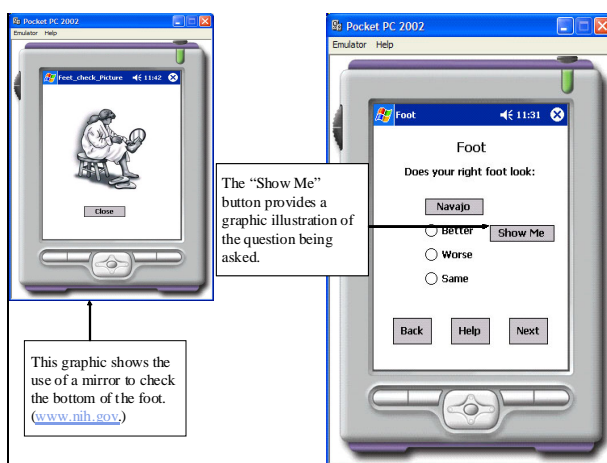 Pocket PC 2002
Emulator Help
Feet_check_Picture 11:42
Close
This graphic shows the
use of a mirror to check
the bottom of the foot.
(www.nih.gov.)
The “Show Me”
button provides a
graphic illustration of
the question being
asked.
Pocket PC 2002
Emulator Help
Foot 11:31
Foot
Does your right foot look:
Navajo
Better
Show Me
Worse
Same
Back Help Next